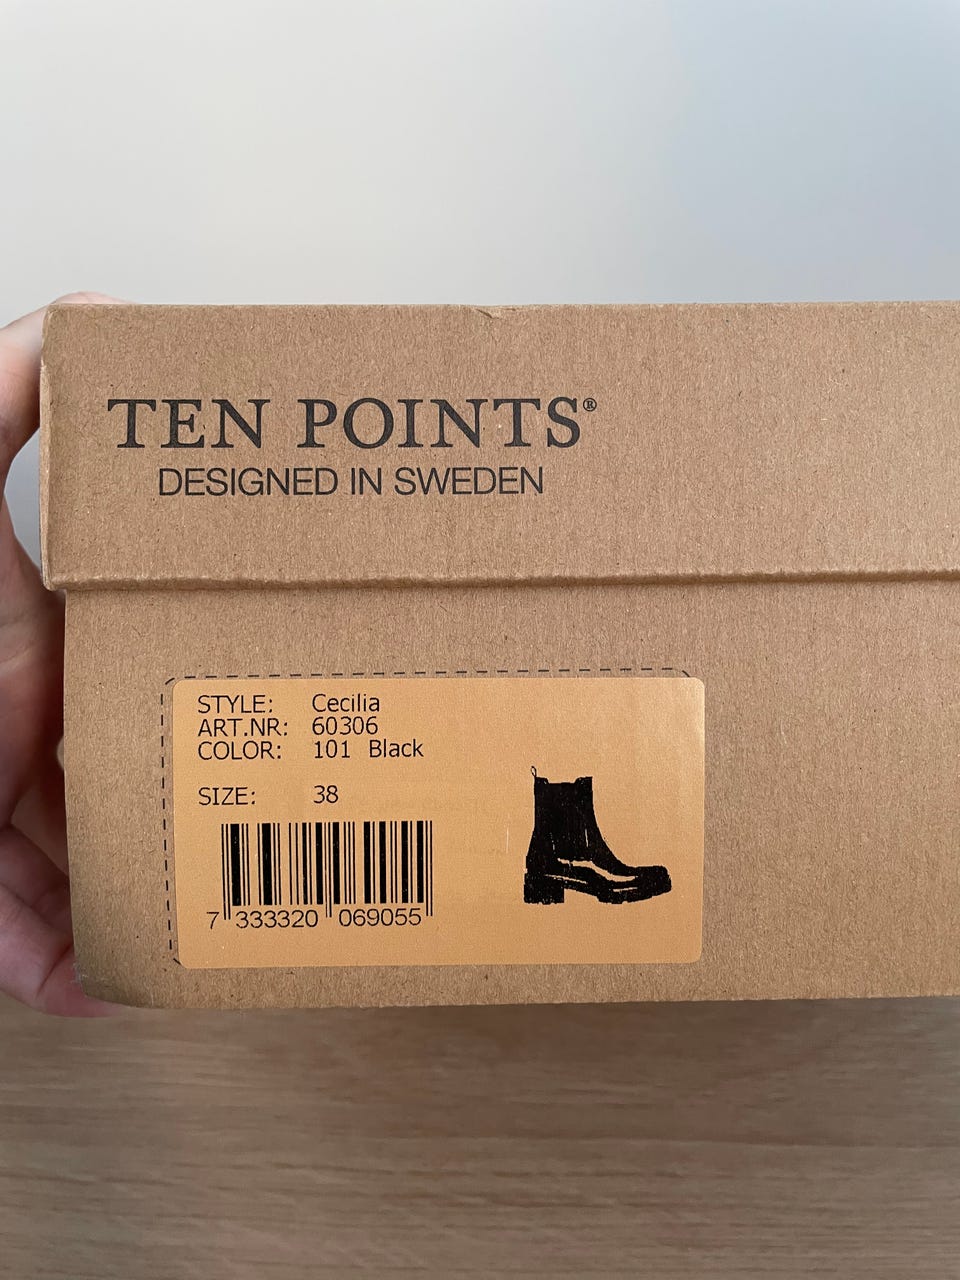 TEN POINTS®
DESIGNED IN SWEDEN
STYLE: Cecilia
ART.NR: 60306
COLOR: 101 Black
SIZE: 38
7 333320 069055